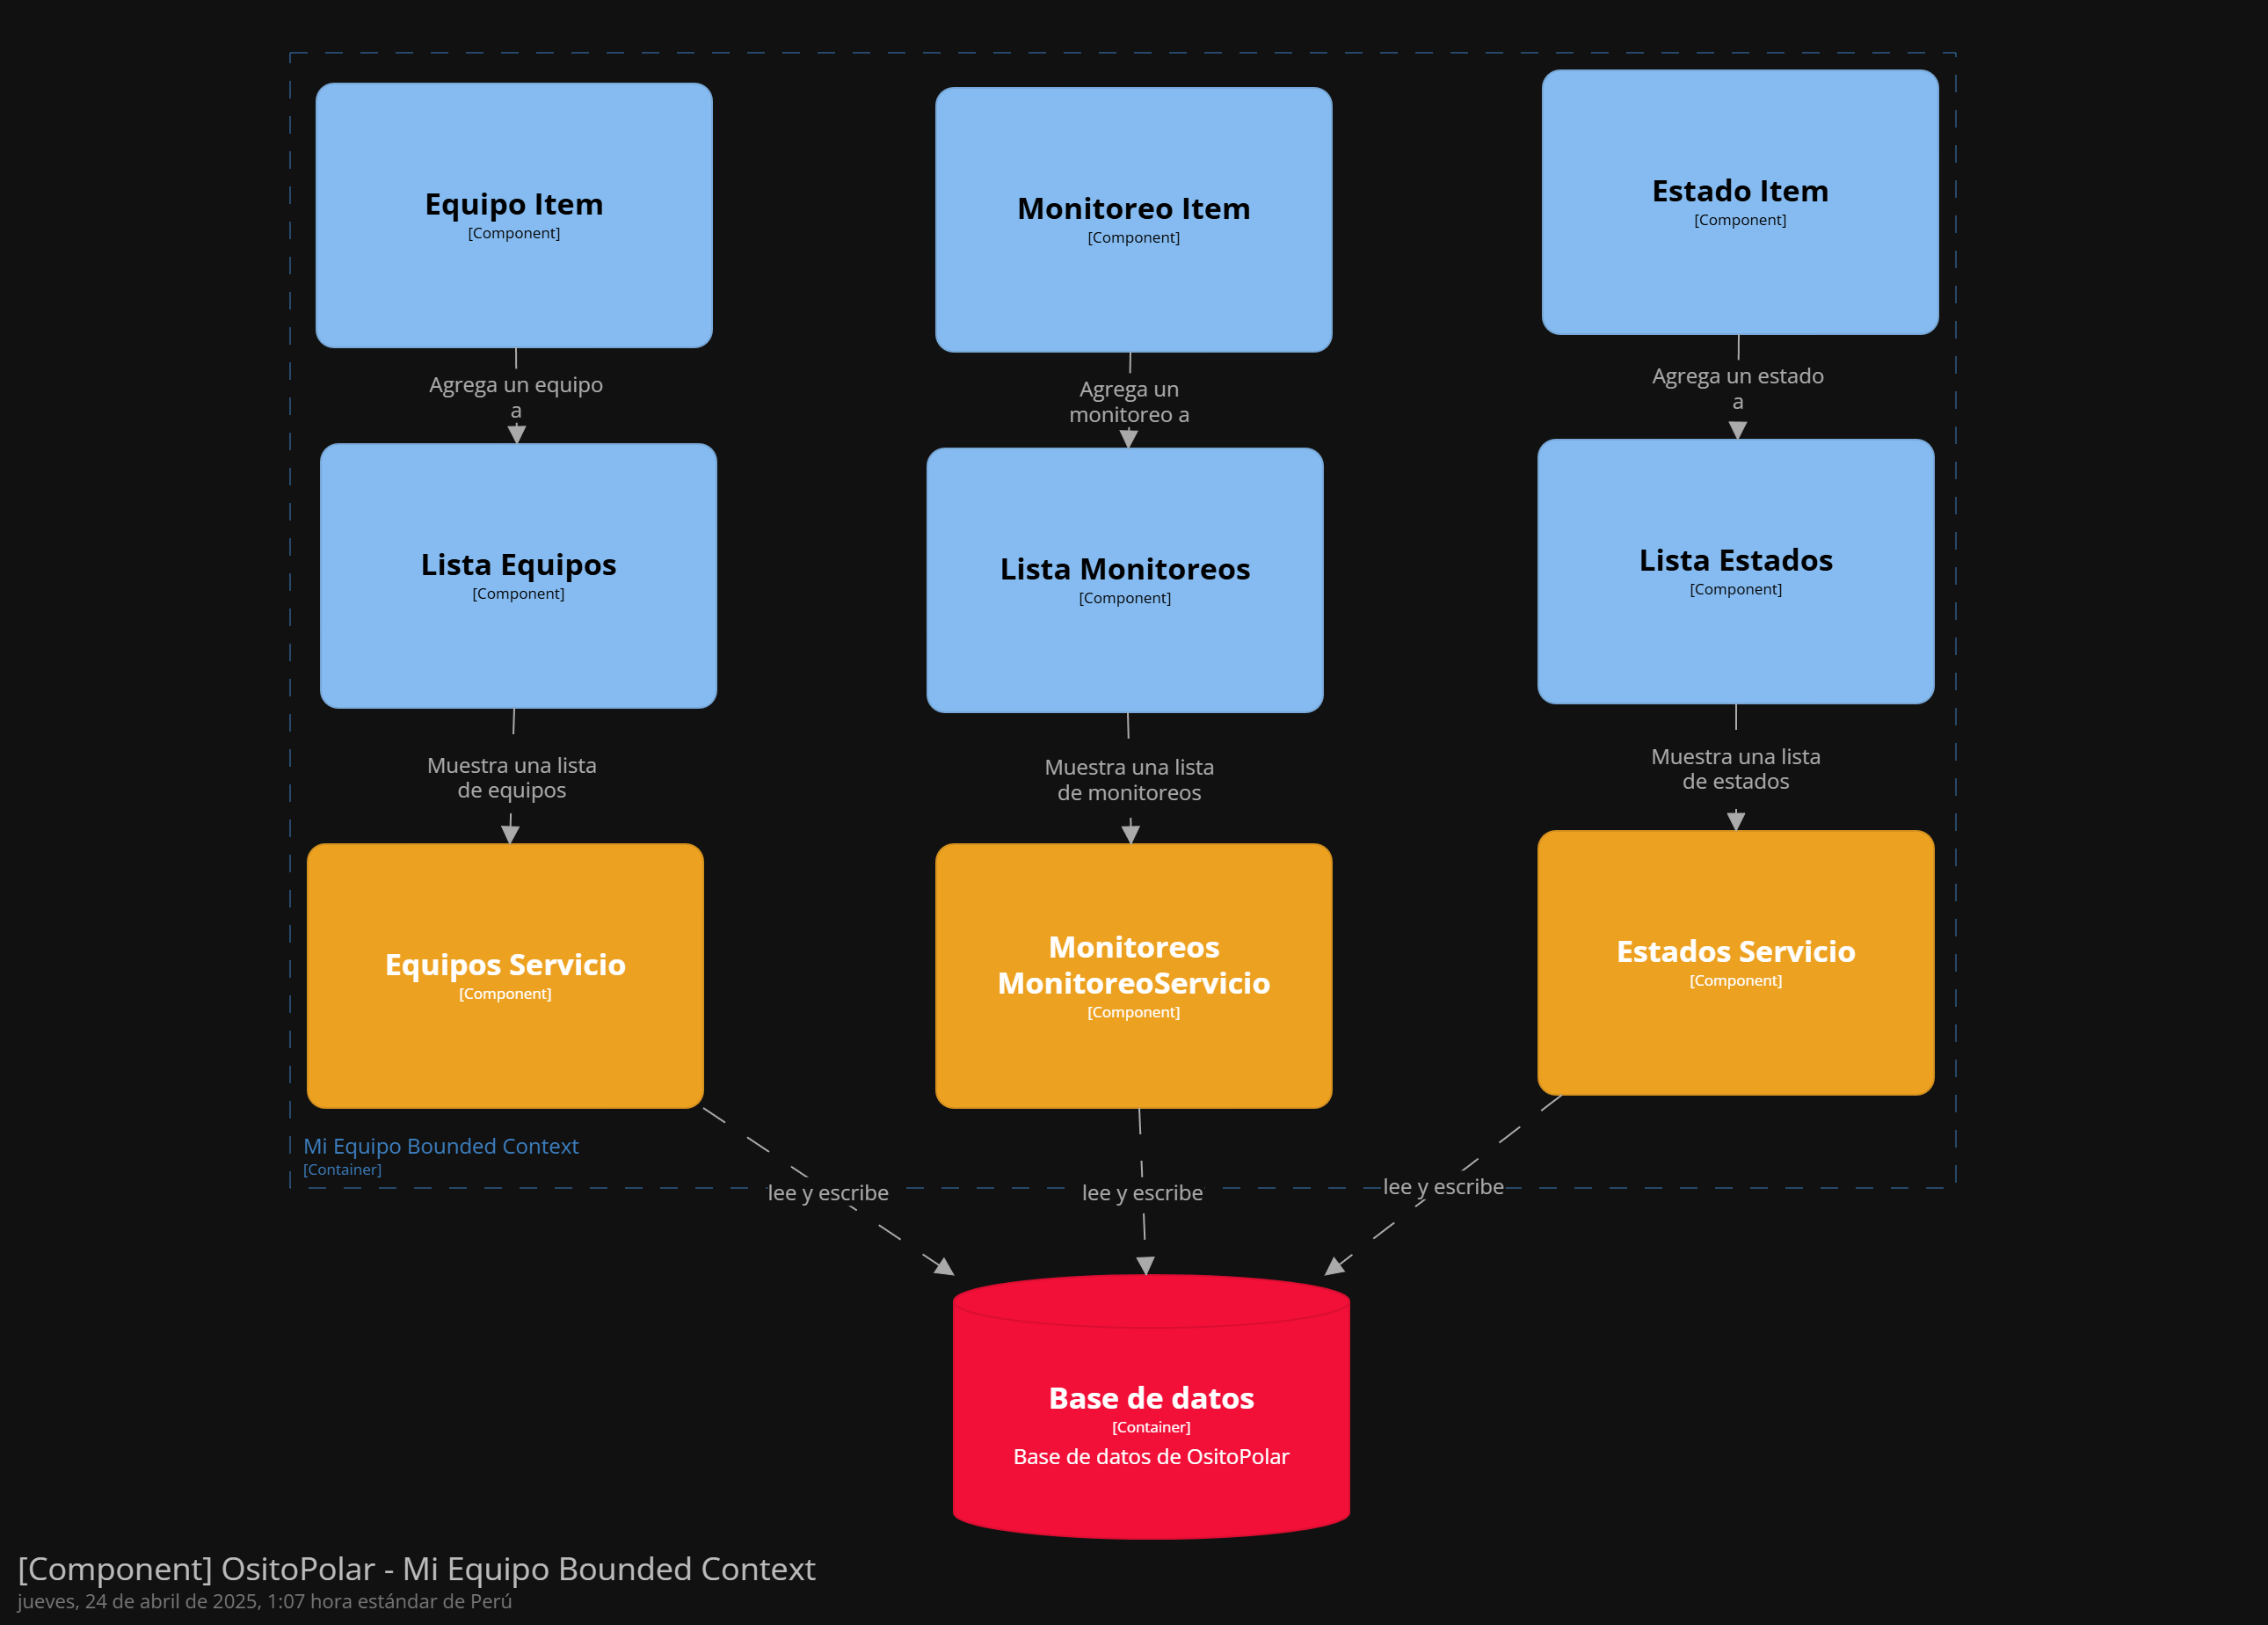 Equipo Item
[Component]
Monitoreo Item
[Component]
Estado Item
[Component]
Agrega un equipo
a
Agrega un
monitoreo a
Agrega un estado
a
Lista Equipos
[Component]
Lista Monitoreos
[Component]
Lista Estados
[Component]
Muestra una lista
de equipos
Muestra una lista
de monitoreos
Muestra una lista
de estados
Equipos Servicio
[Component]
Monitoreos
MonitoreoServicio
[Component]
Estados Servicio
[Component]
Mi Equipo Bounded Context
[Container]
lee y escribe
lee y escribe
lee y escribe
Base de datos
[Container]
Base de datos de OsitoPolar
[Component] OsitoPolar - Mi Equipo Bounded Context
jueves, 24 de abril de 2025, 1:07 hora estándar de Perú